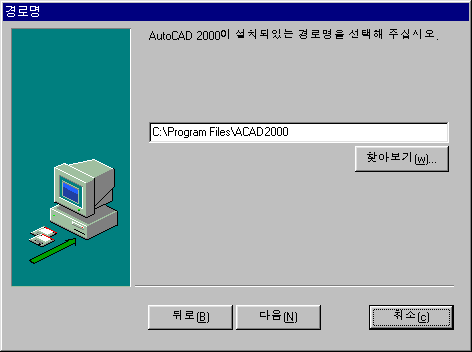 경로명
AutoCAD 2000이 설치되있는 경로명을 선택해 주십시오.
C:\Program Files\ACAD2000
찾아보기(w)...
뒤로(B)
다음(N)
취소(c)